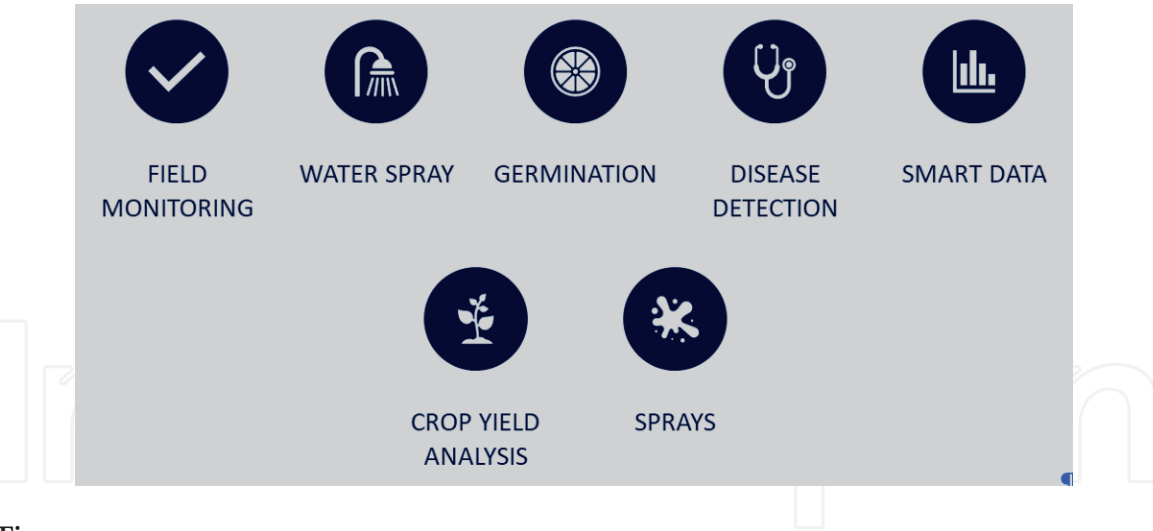 FIELD
MONITORING
WATER SPRAY
GERMINATION
DISEASE
DETECTION
SMART DATA
CROP YIELD
ANALYSIS
SPRAYS